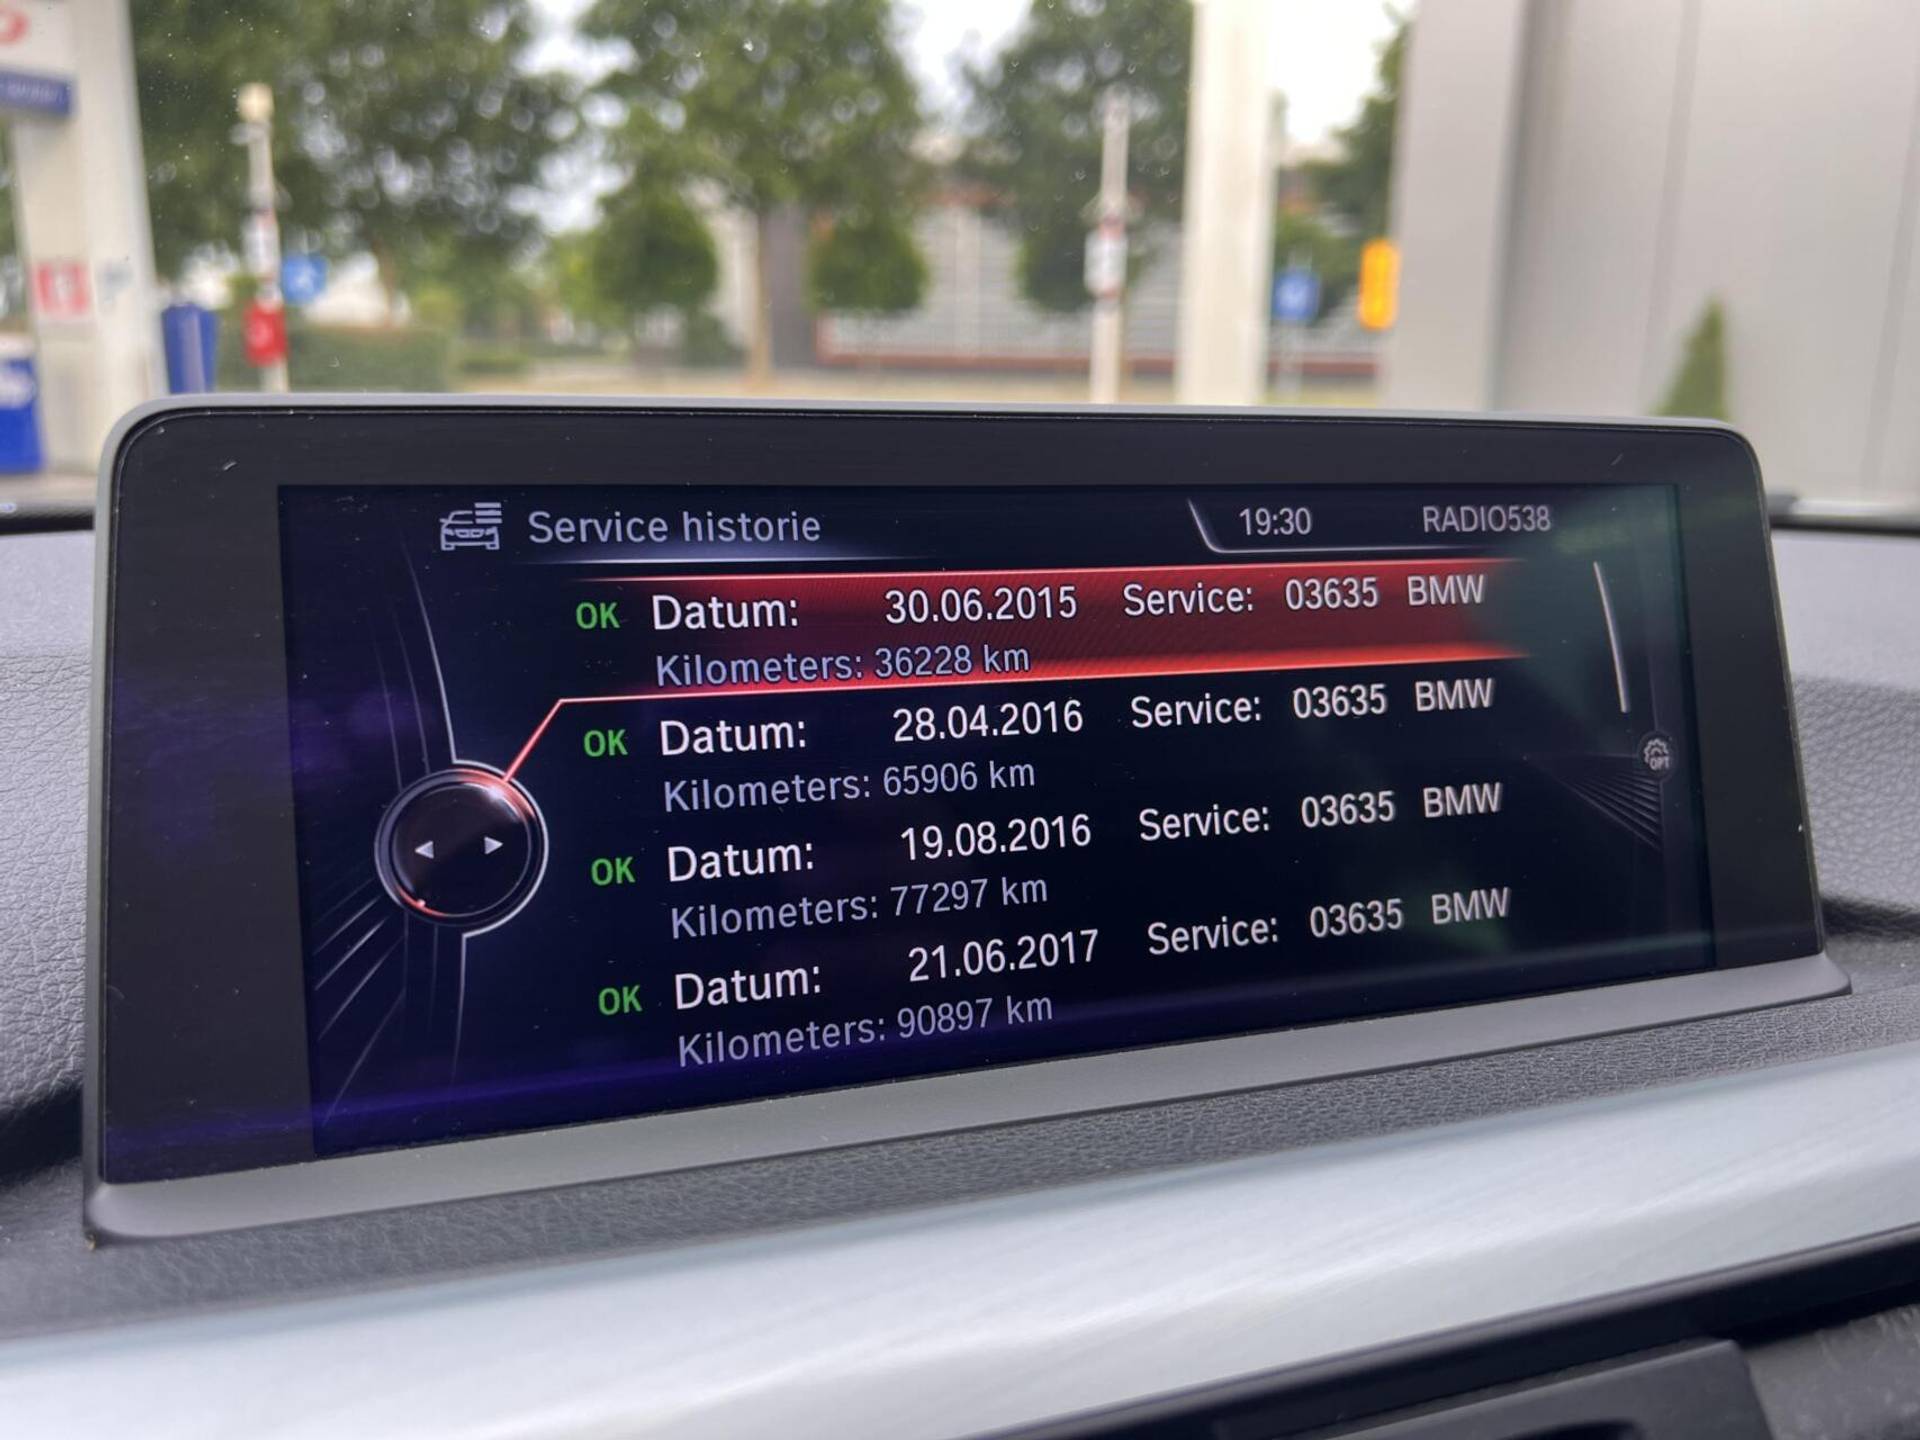 Service historie 19:30 RADIO538
OK Datum: 30.06.2015 Service: 03635 BMW
Kilometers: 36228 km
OK Datum: 28.04.2016 Service: 03635 BMW
Kilometers: 65906 km
OK Datum: 19.08.2016 Service: 03635 BMW
Kilometers: 77297 km
OK Datum: 21.06.2017 Service: 03635 BMW
Kilometers: 90897 km
OPT